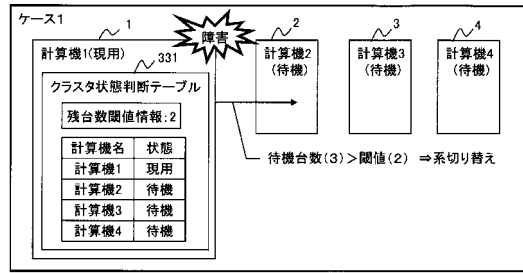 ケース1
1
計算機1(現用)
障害
331
クラスタ状態判断テーブル
残台数閾値情報:2
計算機名 状態
計算機1 現用
計算機2 待機
計算機3 待機
計算機4 待機
2
計算機2
(待機)
3
計算機3
(待機)
4
計算機4
(待機)
待機台数(3)>閾値(2) ⇒系切り替え